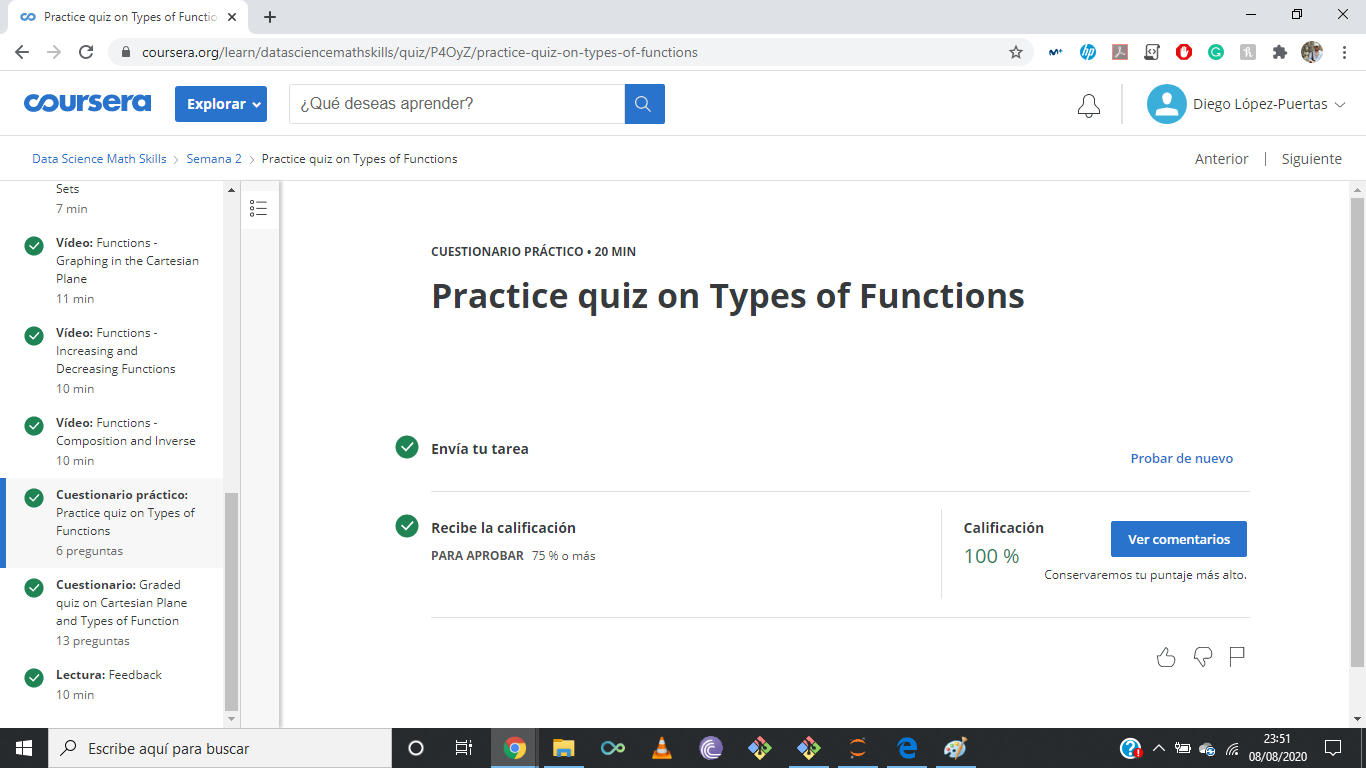 Practice quiz on Types of Functio
coursera.org/learn/datasciencemathskills/quiz/P4OyZ/practice-quiz-on-types-of-functions
coursera
Explorar
¿Qué deseas aprender?
Diego López-Puertas
Data Science Math Skills
Semana 2
Practice quiz on Types of Functions
Anterior
Siguiente
Sets
7 min
Vídeo: Functions -
Graphing in the Cartesian
Plane
11 min
Vídeo: Functions -
Increasing and
Decreasing Functions
10 min
Vídeo: Functions -
Composition and Inverse
10 min
Cuestionario práctico:
Practice quiz on Types of
Functions
6 preguntas
Cuestionario: Graded
quiz on Cartesian Plane
and Types of Function
13 preguntas
Lectura: Feedback
10 min
CUESTIONARIO PRÁCTICO • 20 MIN
Practice quiz on Types of Functions
Envía tu tarea
Probar de nuevo
Recibe la calificación
PARA APROBAR 75 % o más
Calificación
100 %
Ver comentarios
Conservaremos tu puntaje más alto.
Escribe aquí para buscar
23:51
08/08/2020